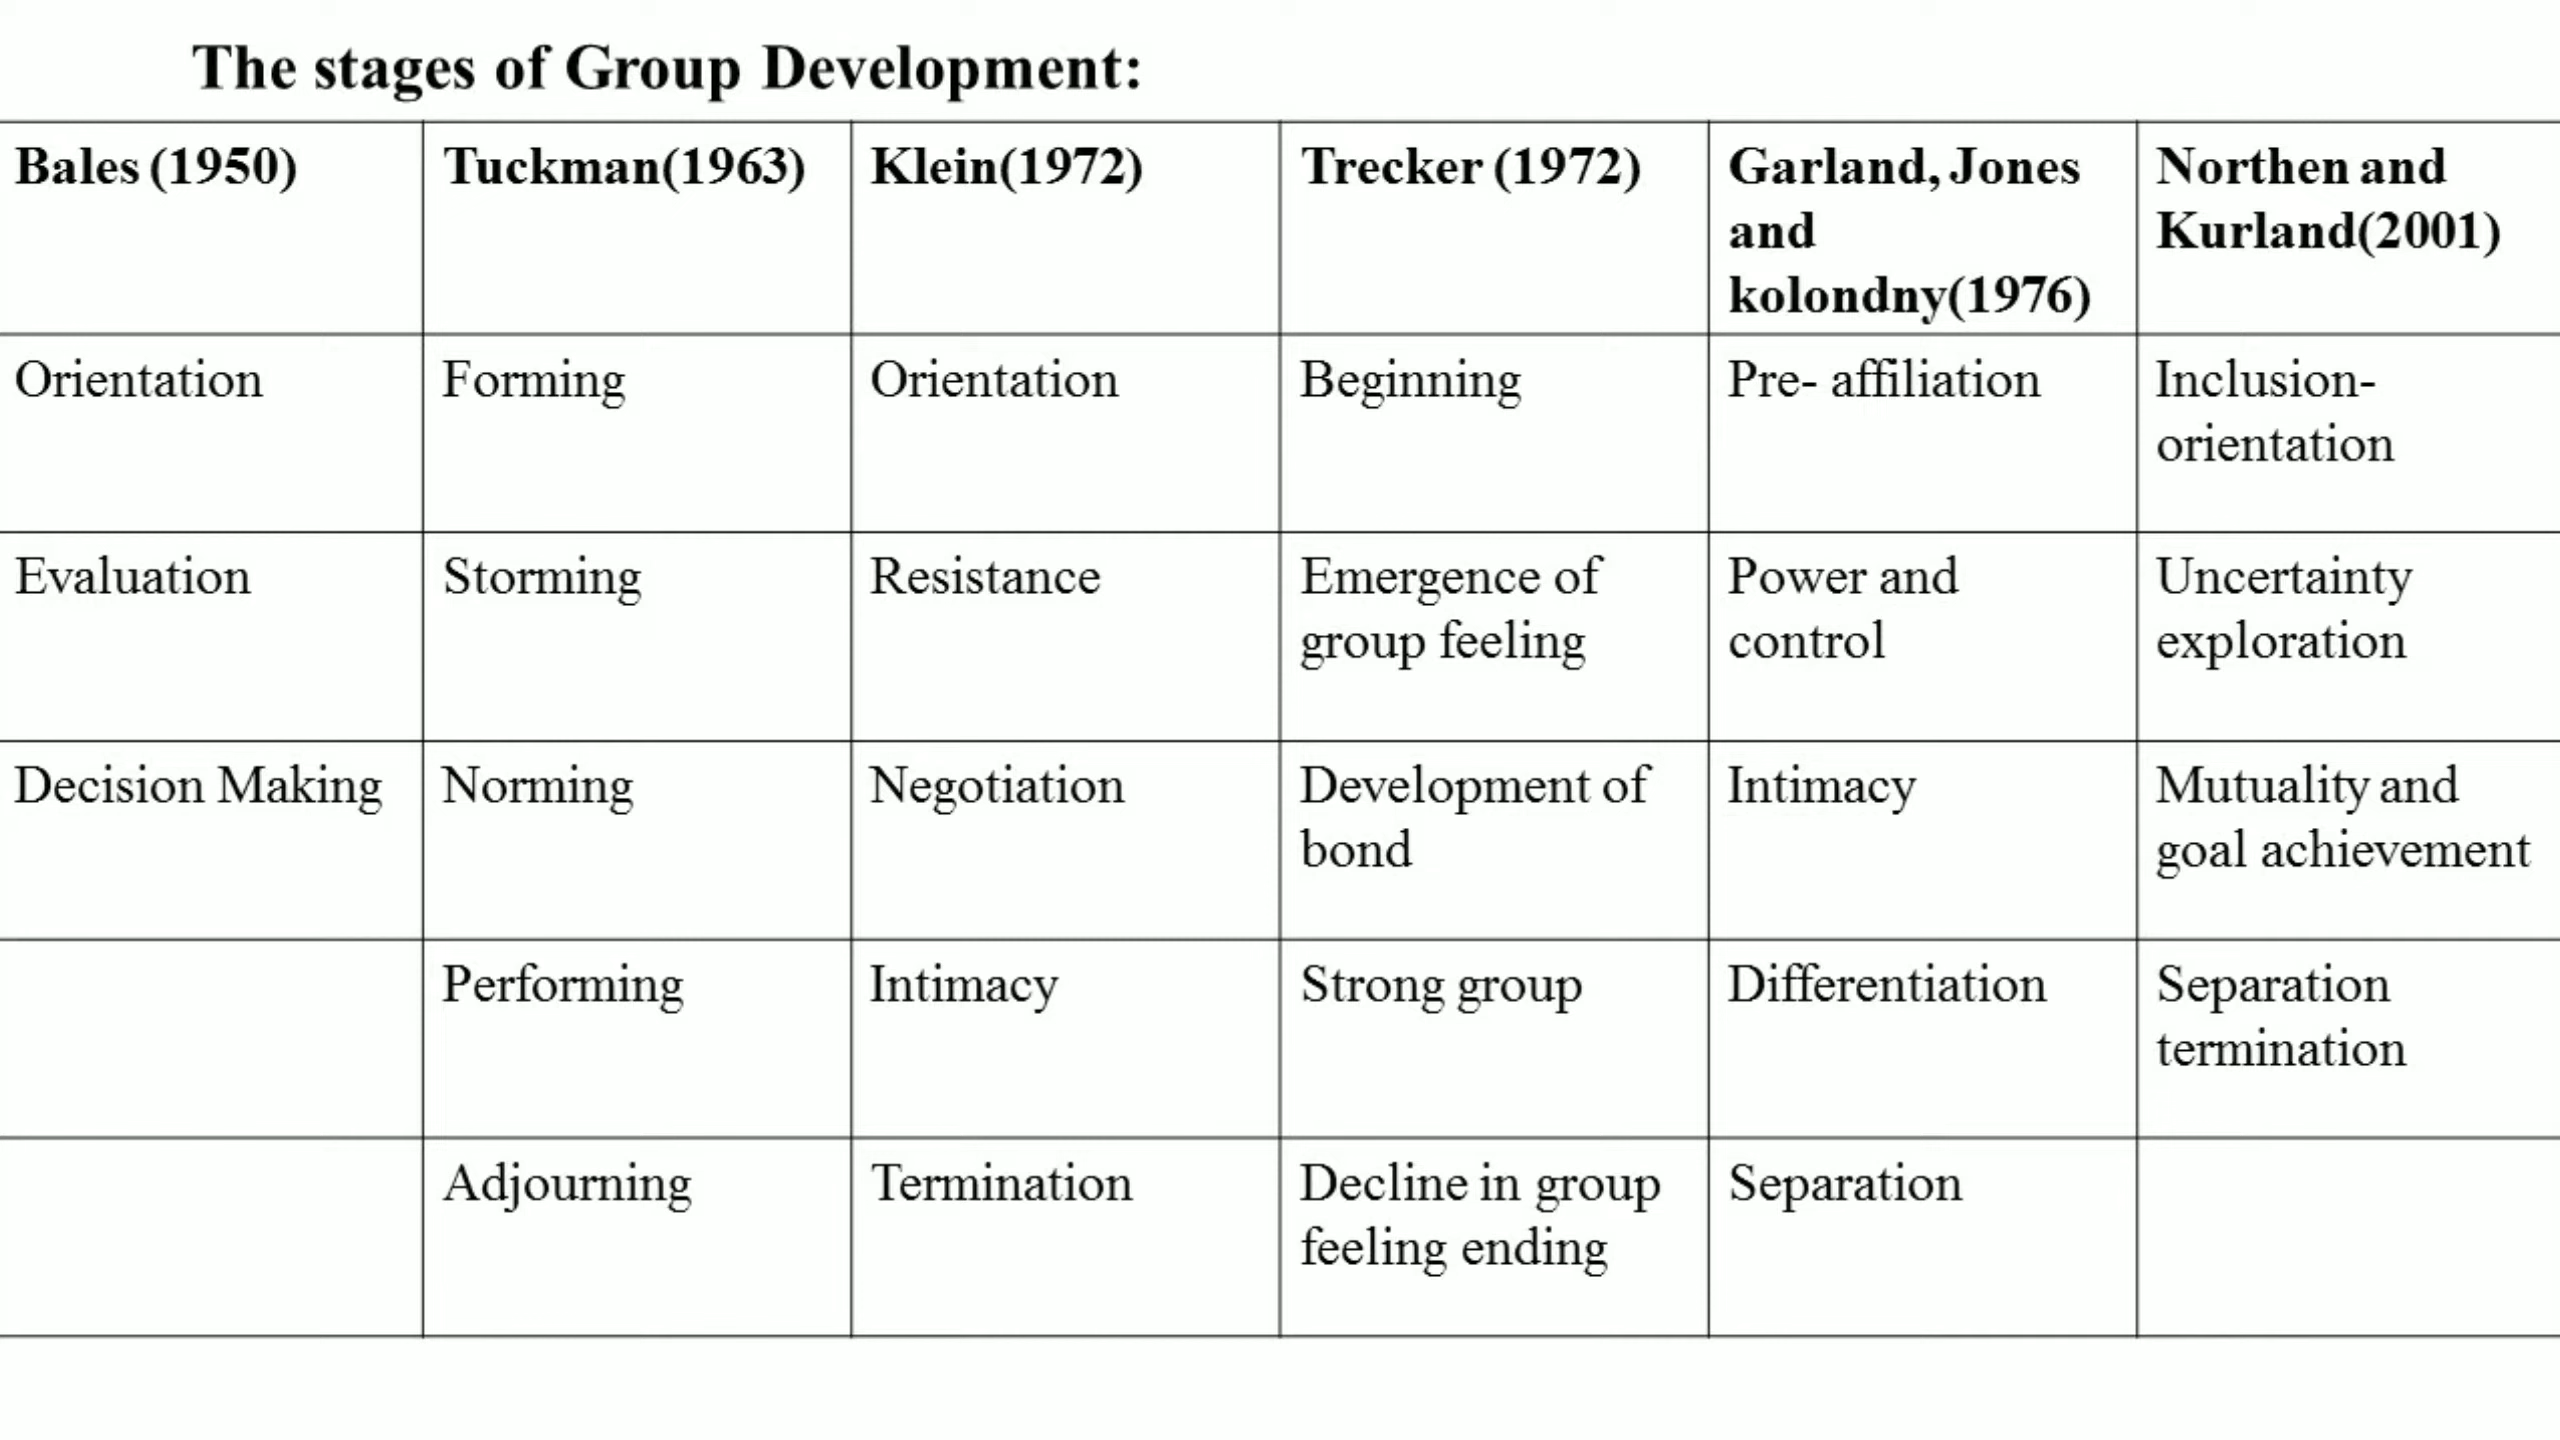 The stages of Group Development:
Bales (1950)
Tuckman(1963)
Klein(1972)
Trecker (1972)
Garland, Jones
and
kolondny(1976)
Northen and
Kurland(2001)
Orientation
Forming
Orientation
Beginning
Pre- affiliation
Inclusion-
orientation
Evaluation
Storming
Resistance
Emergence of
group feeling
Power and
control
Uncertainty
exploration
Decision Making
Norming
Negotiation
Development of
bond
Intimacy
Mutuality and
goal achievement
Performing
Intimacy
Strong group
Differentiation
Separation
termination
Adjourning
Termination
Decline in group
feeling ending
Separation